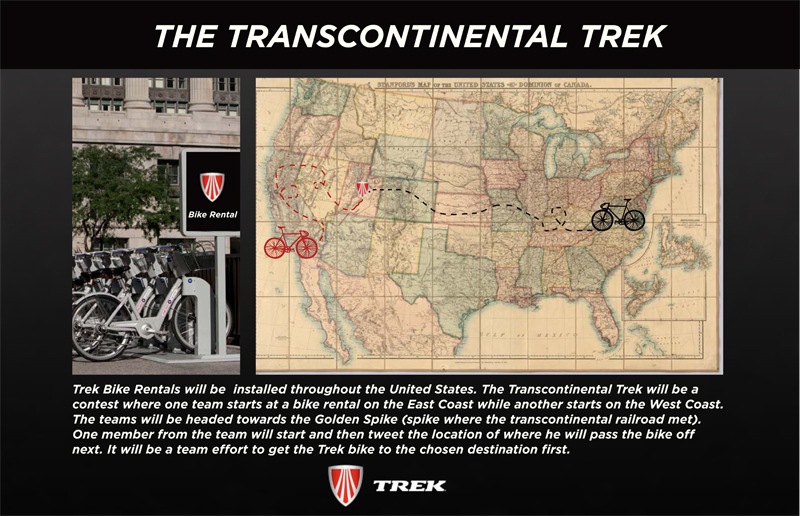 THE TRANSCONTINENTAL TREK
STANFORD'S MAP OF THE UNITED STATES AND DOMINION OF CANADA.
Bike Rental
GULF OF MEXICO
Trek Bike Rentals will be  installed throughout the United States. The Transcontinental Trek will be a
contest where one team starts at a bike rental on the East Coast while another starts on the West Coast.
The teams will be headed towards the Golden Spike (spike where the transcontinental railroad met).
One member from the team will start and then tweet the location of where he will pass the bike off
next. It will be a team effort to get the Trek bike to the chosen destination first.
TREK